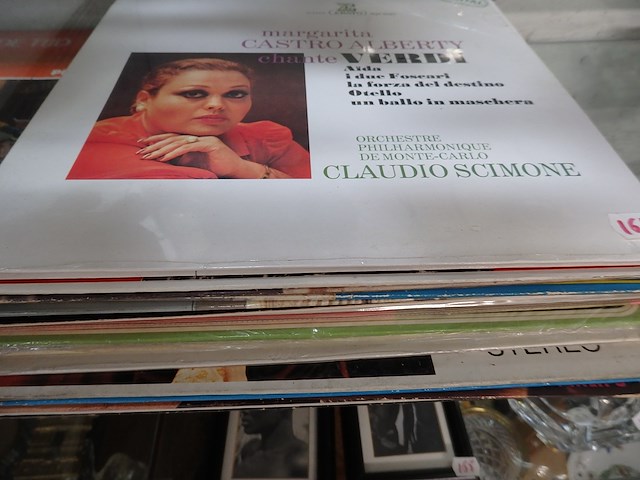 margarita
CASTRO ALBERTY
chante VERDI
Aïda
i due Foscari
la forza del destino
Otello
un ballo in maschera
ORCHESTRE
PHILHARMONIQUE
DE MONTE-CARLO
CLAUDIO SCIMONE
STEREO